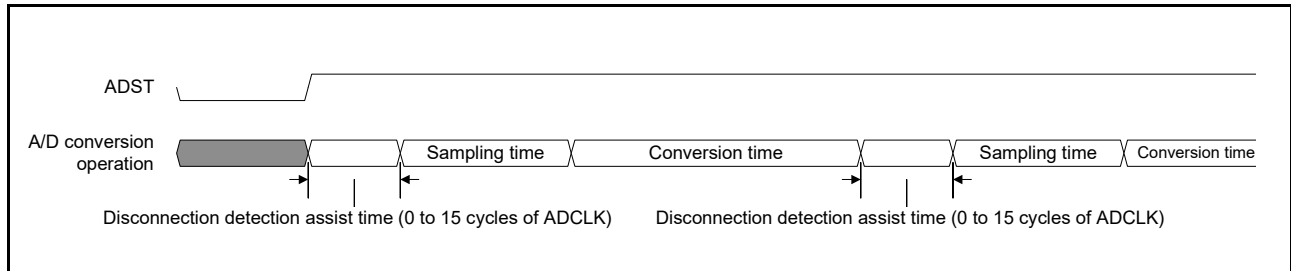 ADST
A/D conversion
operation
Sampling time
Conversion time
Sampling time
Conversion time
Disconnection detection assist time (0 to 15 cycles of ADCLK)
Disconnection detection assist time (0 to 15 cycles of ADCLK)